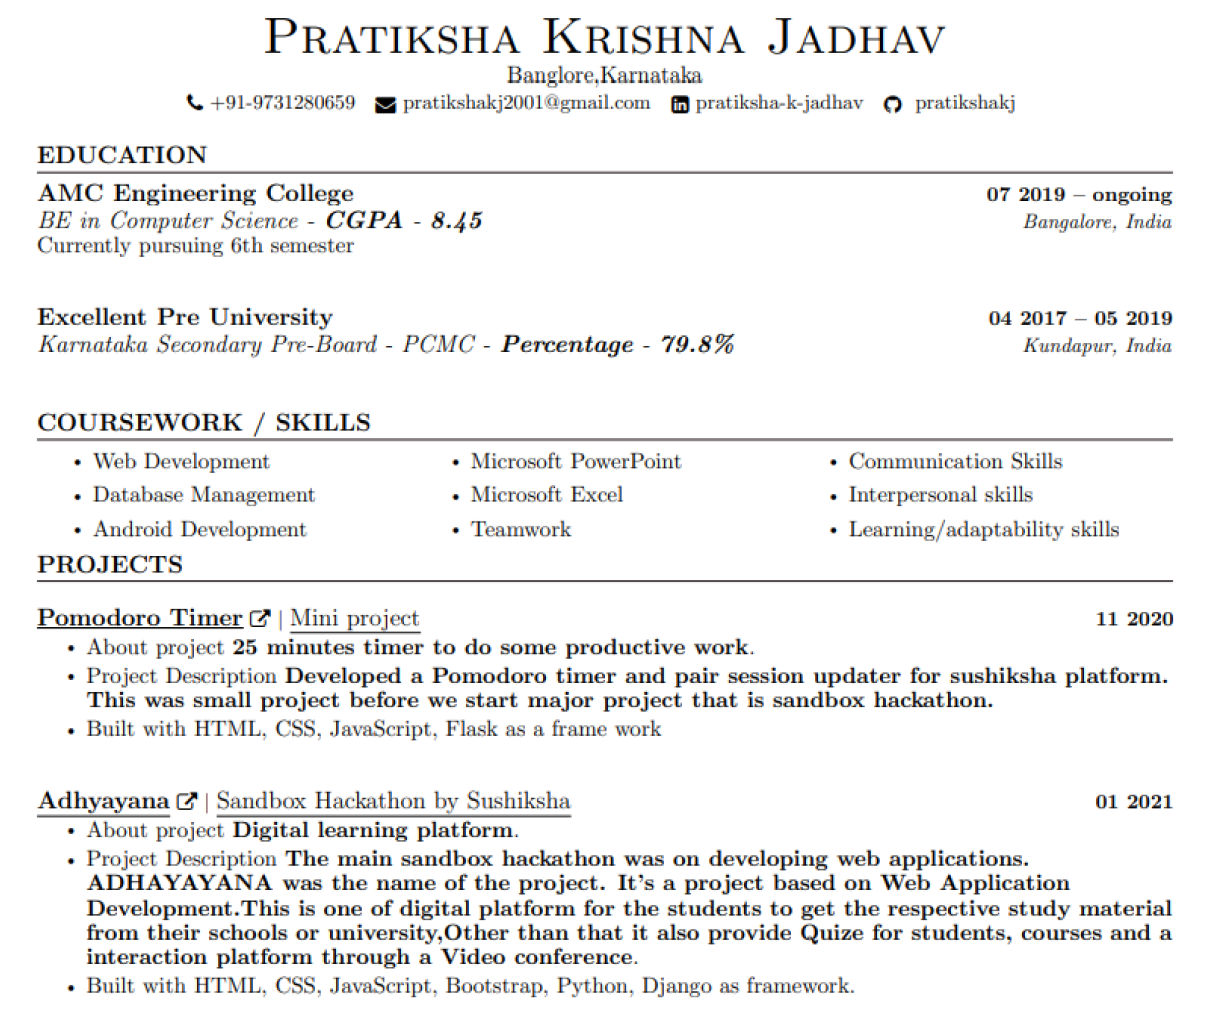 PRATIKSHA KRISHNA JADHAV
Banglore,Karnataka
+91-9731280659 pratikshakj2001@gmail.com pratiksha-k-jadhav pratikshakj
EDUCATION
AMC Engineering College 07 2019 – ongoing
BE in Computer Science - CGPA - 8.45 Bangalore, India
Currently pursuing 6th semester
Excellent Pre University 04 2017 – 05 2019
Karnataka Secondary Pre-Board - PCMC - Percentage - 79.8% Kundapur, India
COURSEWORK / SKILLS
• Web Development • Microsoft PowerPoint • Communication Skills
• Database Management • Microsoft Excel • Interpersonal skills
• Android Development • Teamwork • Learning/adaptability skills
PROJECTS
Pomodoro Timer | Mini project 11 2020
• About project 25 minutes timer to do some productive work.
• Project Description Developed a Pomodoro timer and pair session updater for sushiksha platform.
This was small project before we start major project that is sandbox hackathon.
• Built with HTML, CSS, JavaScript, Flask as a frame work
Adhyayana | Sandbox Hackathon by Sushiksha 01 2021
• About project Digital learning platform.
• Project Description The main sandbox hackathon was on developing web applications.
ADHAYAYANA was the name of the project. It's a project based on Web Application
Development.This is one of digital platform for the students to get the respective study material
from their schools or university,Other than that it also provide Quize for students, courses and a
interaction platform through a Video conference.
• Built with HTML, CSS, JavaScript, Bootstrap, Python, Django as framework.